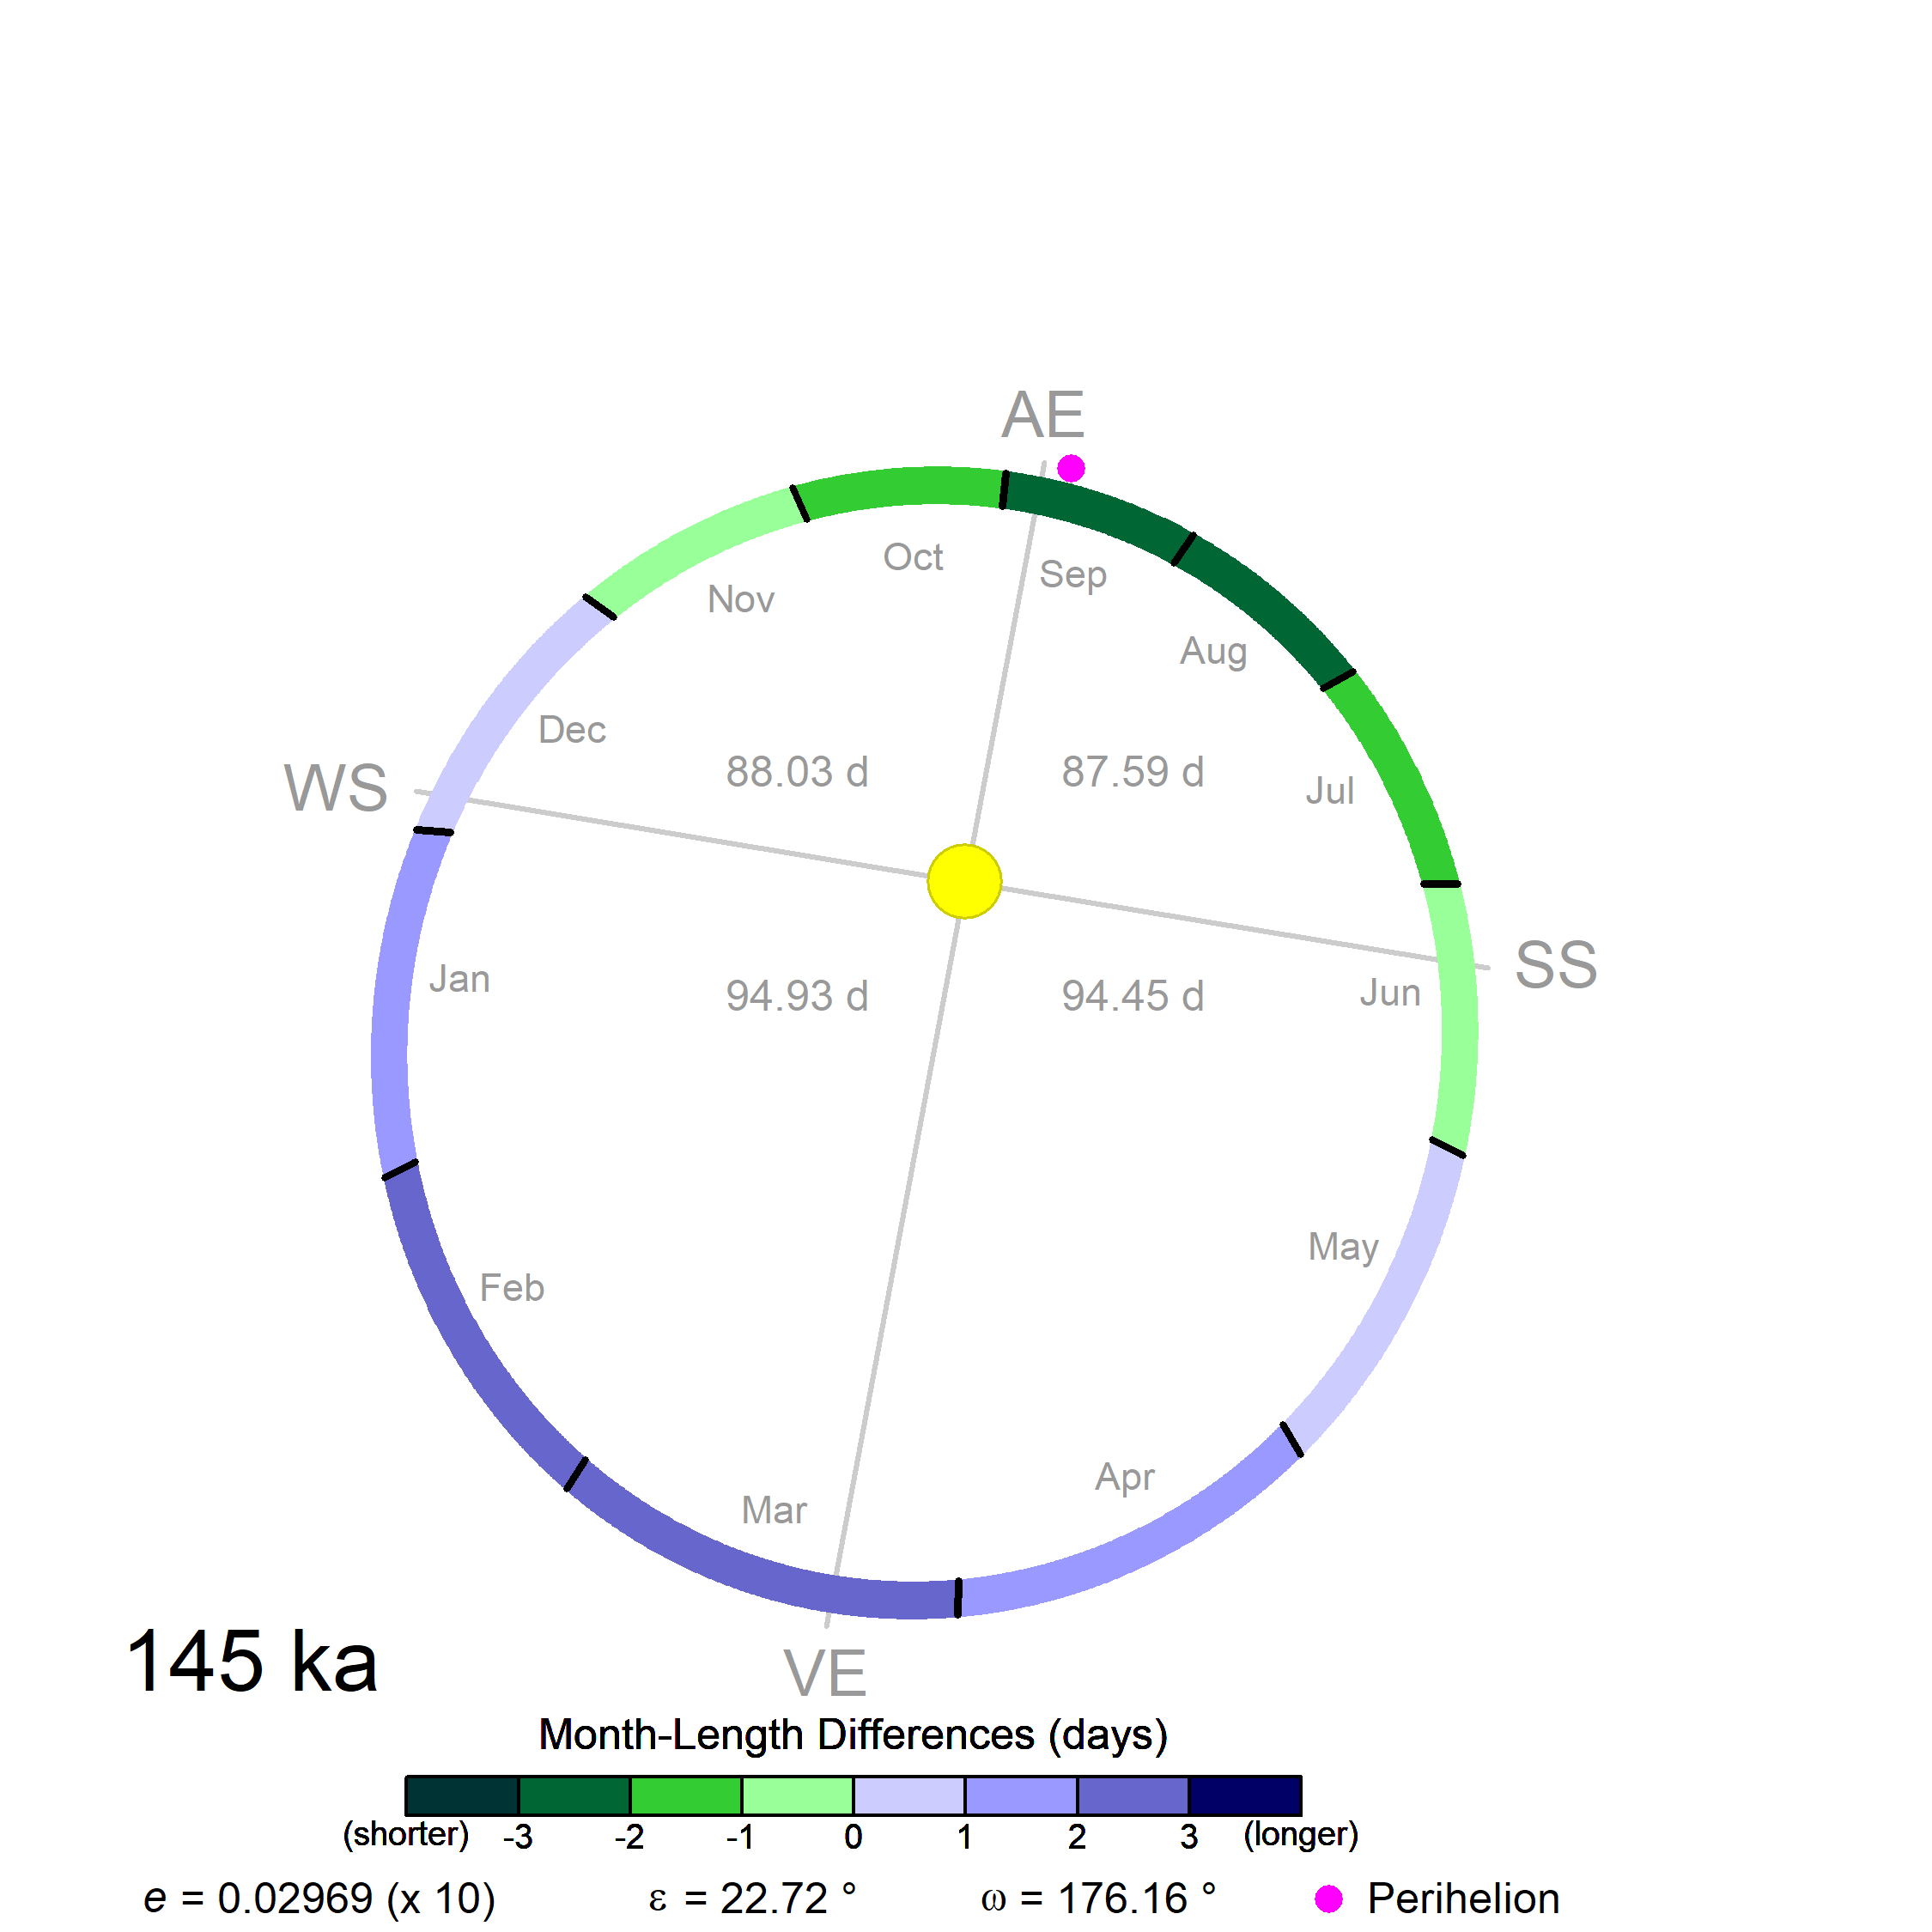 AE
Oct
Sep
Nov
Aug
Dec
WS
88.03 d
87.59 d
Jul
SS
Jan
94.93 d
94.45 d
Jun
May
Feb
Apr
Mar
145 ka
VE
Month-Length Differences (days)
(shorter) -3 -2 -1 0 1 2 3 (longer)
e = 0.02969 (x 10) ε = 22.72 ° ω = 176.16 ° Perihelion